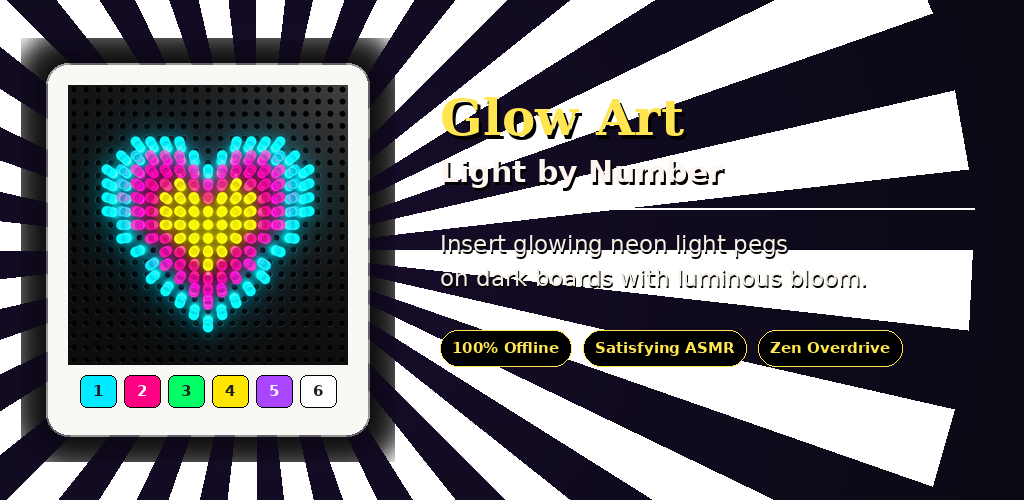 Glow Art
Light by Number
Insert glowing neon light pegs
on dark boards with luminous bloom.
100% Offline Satisfying ASMR Zen Overdrive
1 2 3 4 5 6